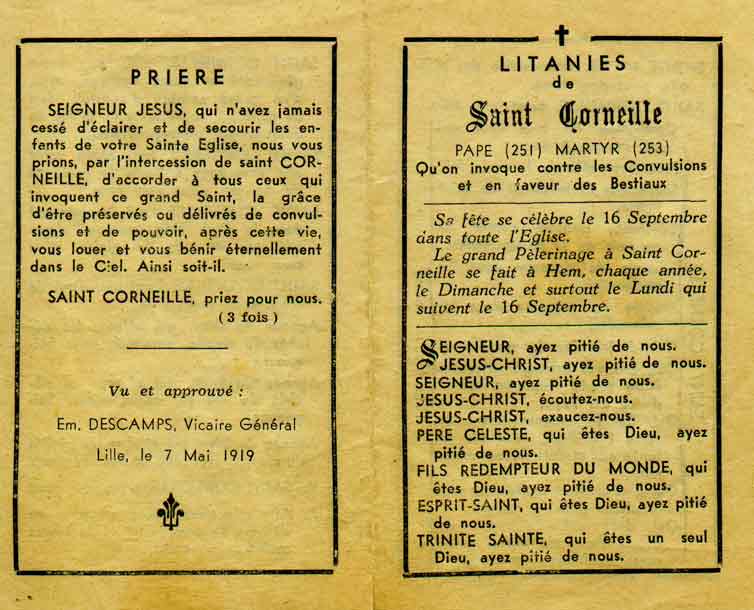 PRIERE
SEIGNEUR JESUS, qui n'avez jamais
cessé d'éclairer et de secourir les en-
fants de votre Sainte Eglise, nous vous
prions, par l'intercession de saint COR-
NEILLE, d'accorder à tous ceux qui
invoquent ce grand Saint, la grâce
d'être préservés ou délivrés de convul-
sions et de pouvoir, après cette vie,
vous louer et vous bénir éternellement
dans le Ciel. Ainsi soit-il.
SAINT CORNEILLE, priez pour nous.
(3 fois)
Vu et approuvé :
Em. DESCAMPS, Vicaire Général
Lille, le 7 Mai 1919
LITANIES
de
Saint Corneille
PAPE (251) MARTYR (253)
Qu'on invoque contre les Convulsions
et en faveur des Bestiaux
Sa fête se célèbre le 16 Septembre
dans toute l'Eglise.
Le grand Pèlerinage à Saint Cor-
neille se fait à Hem, chaque année,
le Dimanche et surtout le Lundi qui
suivent le 16 Septembre.
SEIGNEUR, ayez pitié de nous.
JESUS-CHRIST, ayez pitié de nous.
SEIGNEUR, ayez pitié de nous.
JESUS-CHRIST, écoutez-nous.
JESUS-CHRIST, exaucez-nous.
PERE CELESTE, qui êtes Dieu, ayez
pitié de nous.
FILS REDEMPTEUR DU MONDE, qui
êtes Dieu, ayez pitié de nous.
ESPRIT-SAINT, qui êtes Dieu, ayez pitié
de nous.
TRINITE SAINTE, qui êtes un seul
Dieu, ayez pitié de nous.